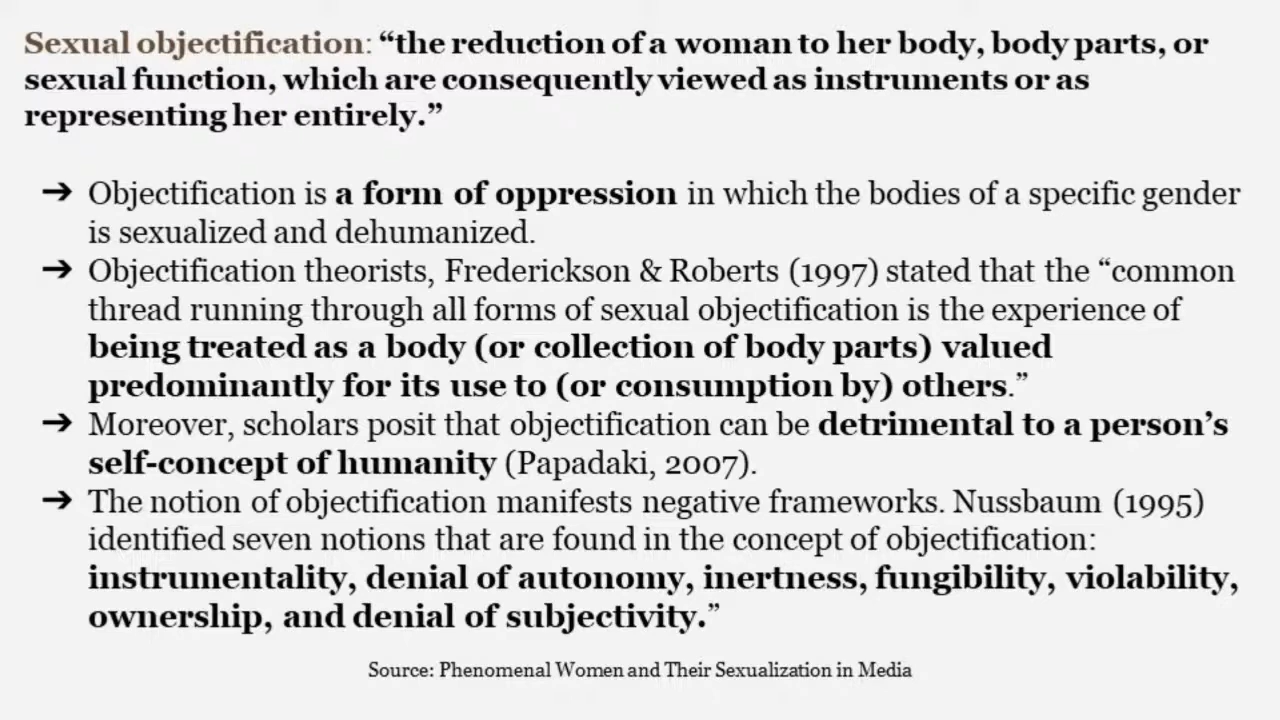 Sexual objectification: “the reduction of a woman to her body, body parts, or
sexual function, which are consequently viewed as instruments or as
representing her entirely.”
➔ Objectification is a form of oppression in which the bodies of a specific gender
is sexualized and dehumanized.
➔ Objectification theorists, Frederickson & Roberts (1997) stated that the “common
thread running through all forms of sexual objectification is the experience of
being treated as a body (or collection of body parts) valued
predominantly for its use to (or consumption by) others.”
➔ Moreover, scholars posit that objectification can be detrimental to a person’s
self-concept of humanity (Papadaki, 2007).
➔ The notion of objectification manifests negative frameworks. Nussbaum (1995)
identified seven notions that are found in the concept of objectification:
instrumentality, denial of autonomy, inertness, fungibility, violability,
ownership, and denial of subjectivity.”
Source: Phenomenal Women and Their Sexualization in Media